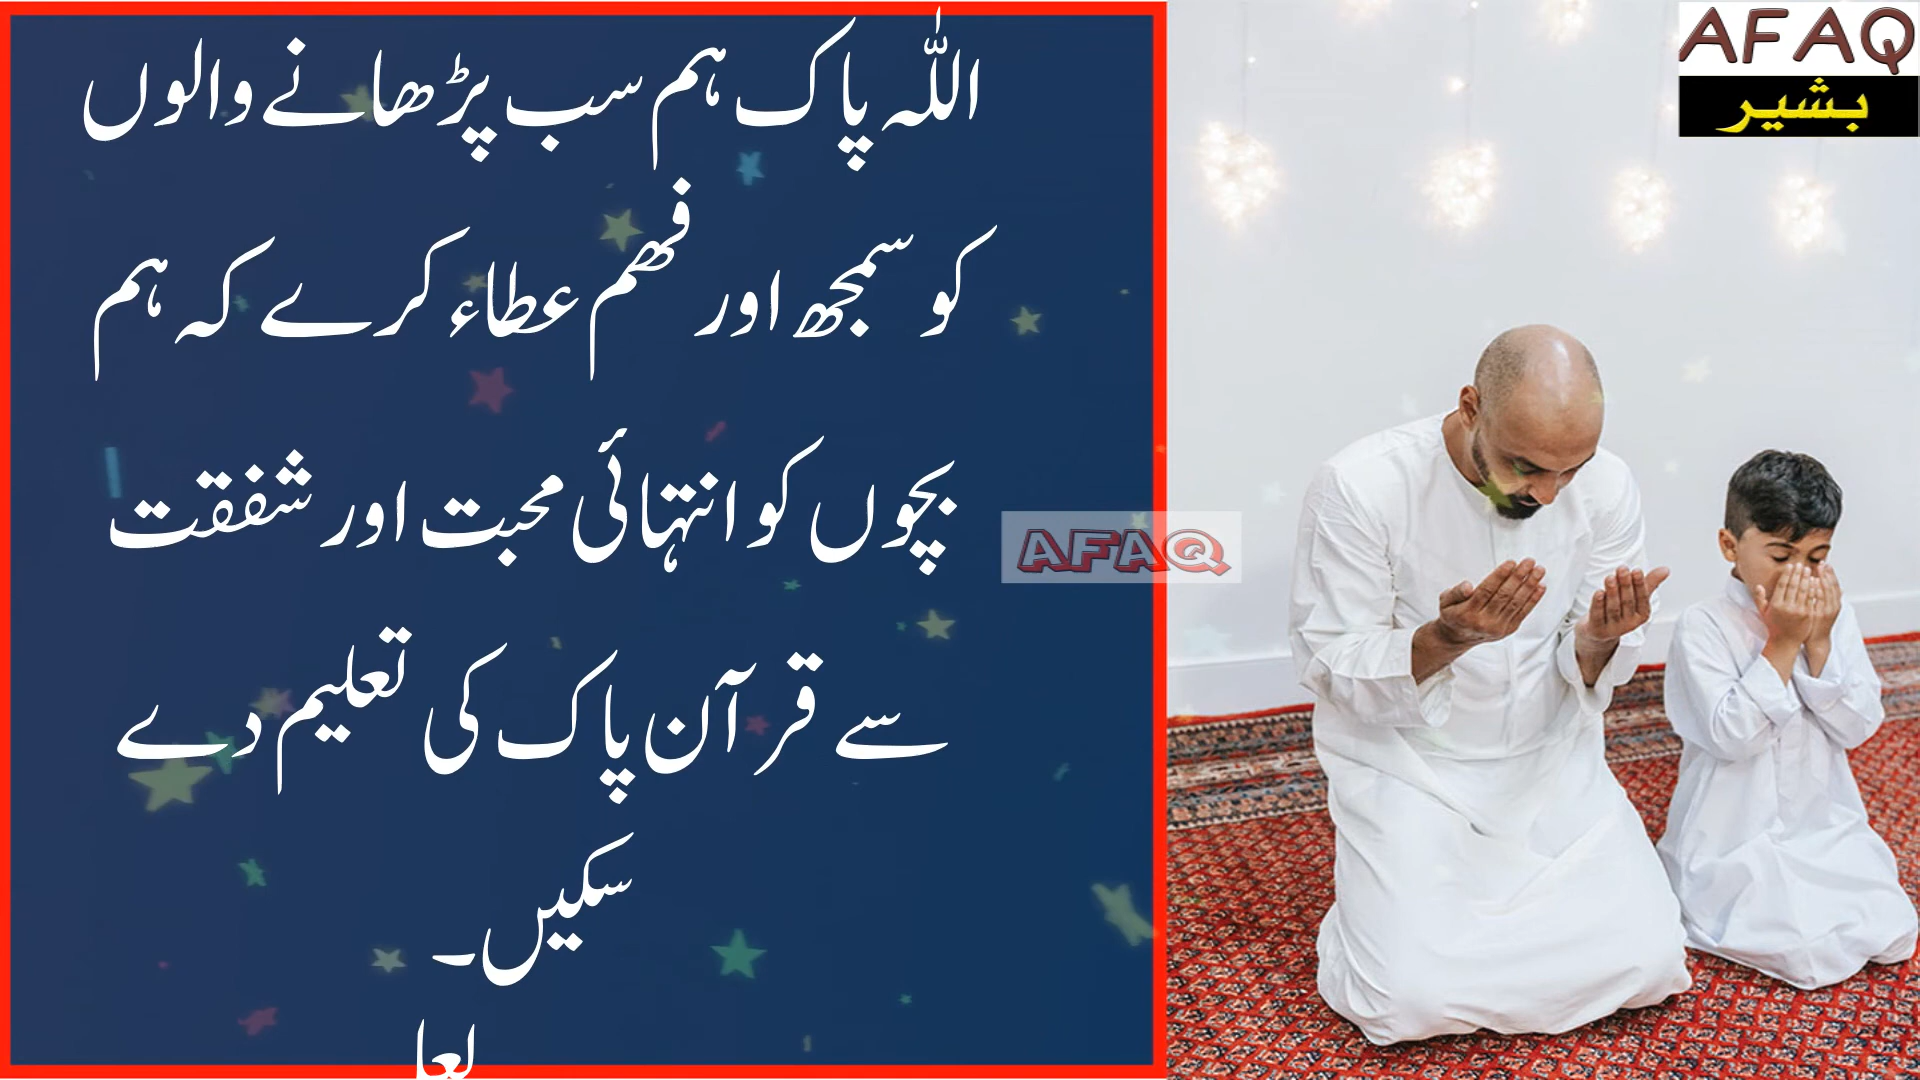 اللہ پاک ہم سب پڑھانے والوں
کو سمجھ اور فھم عطاء کرے کہ ہم
بچوں کو انتہائی محبت اور شفقت
سے قرآن پاک کی تعلیم دے
سکیں۔
AFAQ
بشیر
AFAQ